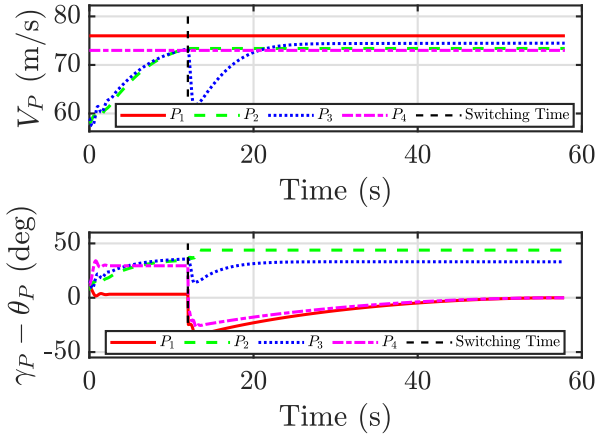 80
70
60
V_P (m/s)
P_1 P_2 P_3 P_4 Switching Time
0 20 40 60
Time (s)
50
0
-50
γ_P − θ_P (deg)
P_1 P_2 P_3 P_4 Switching Time
0 20 40 60
Time (s)